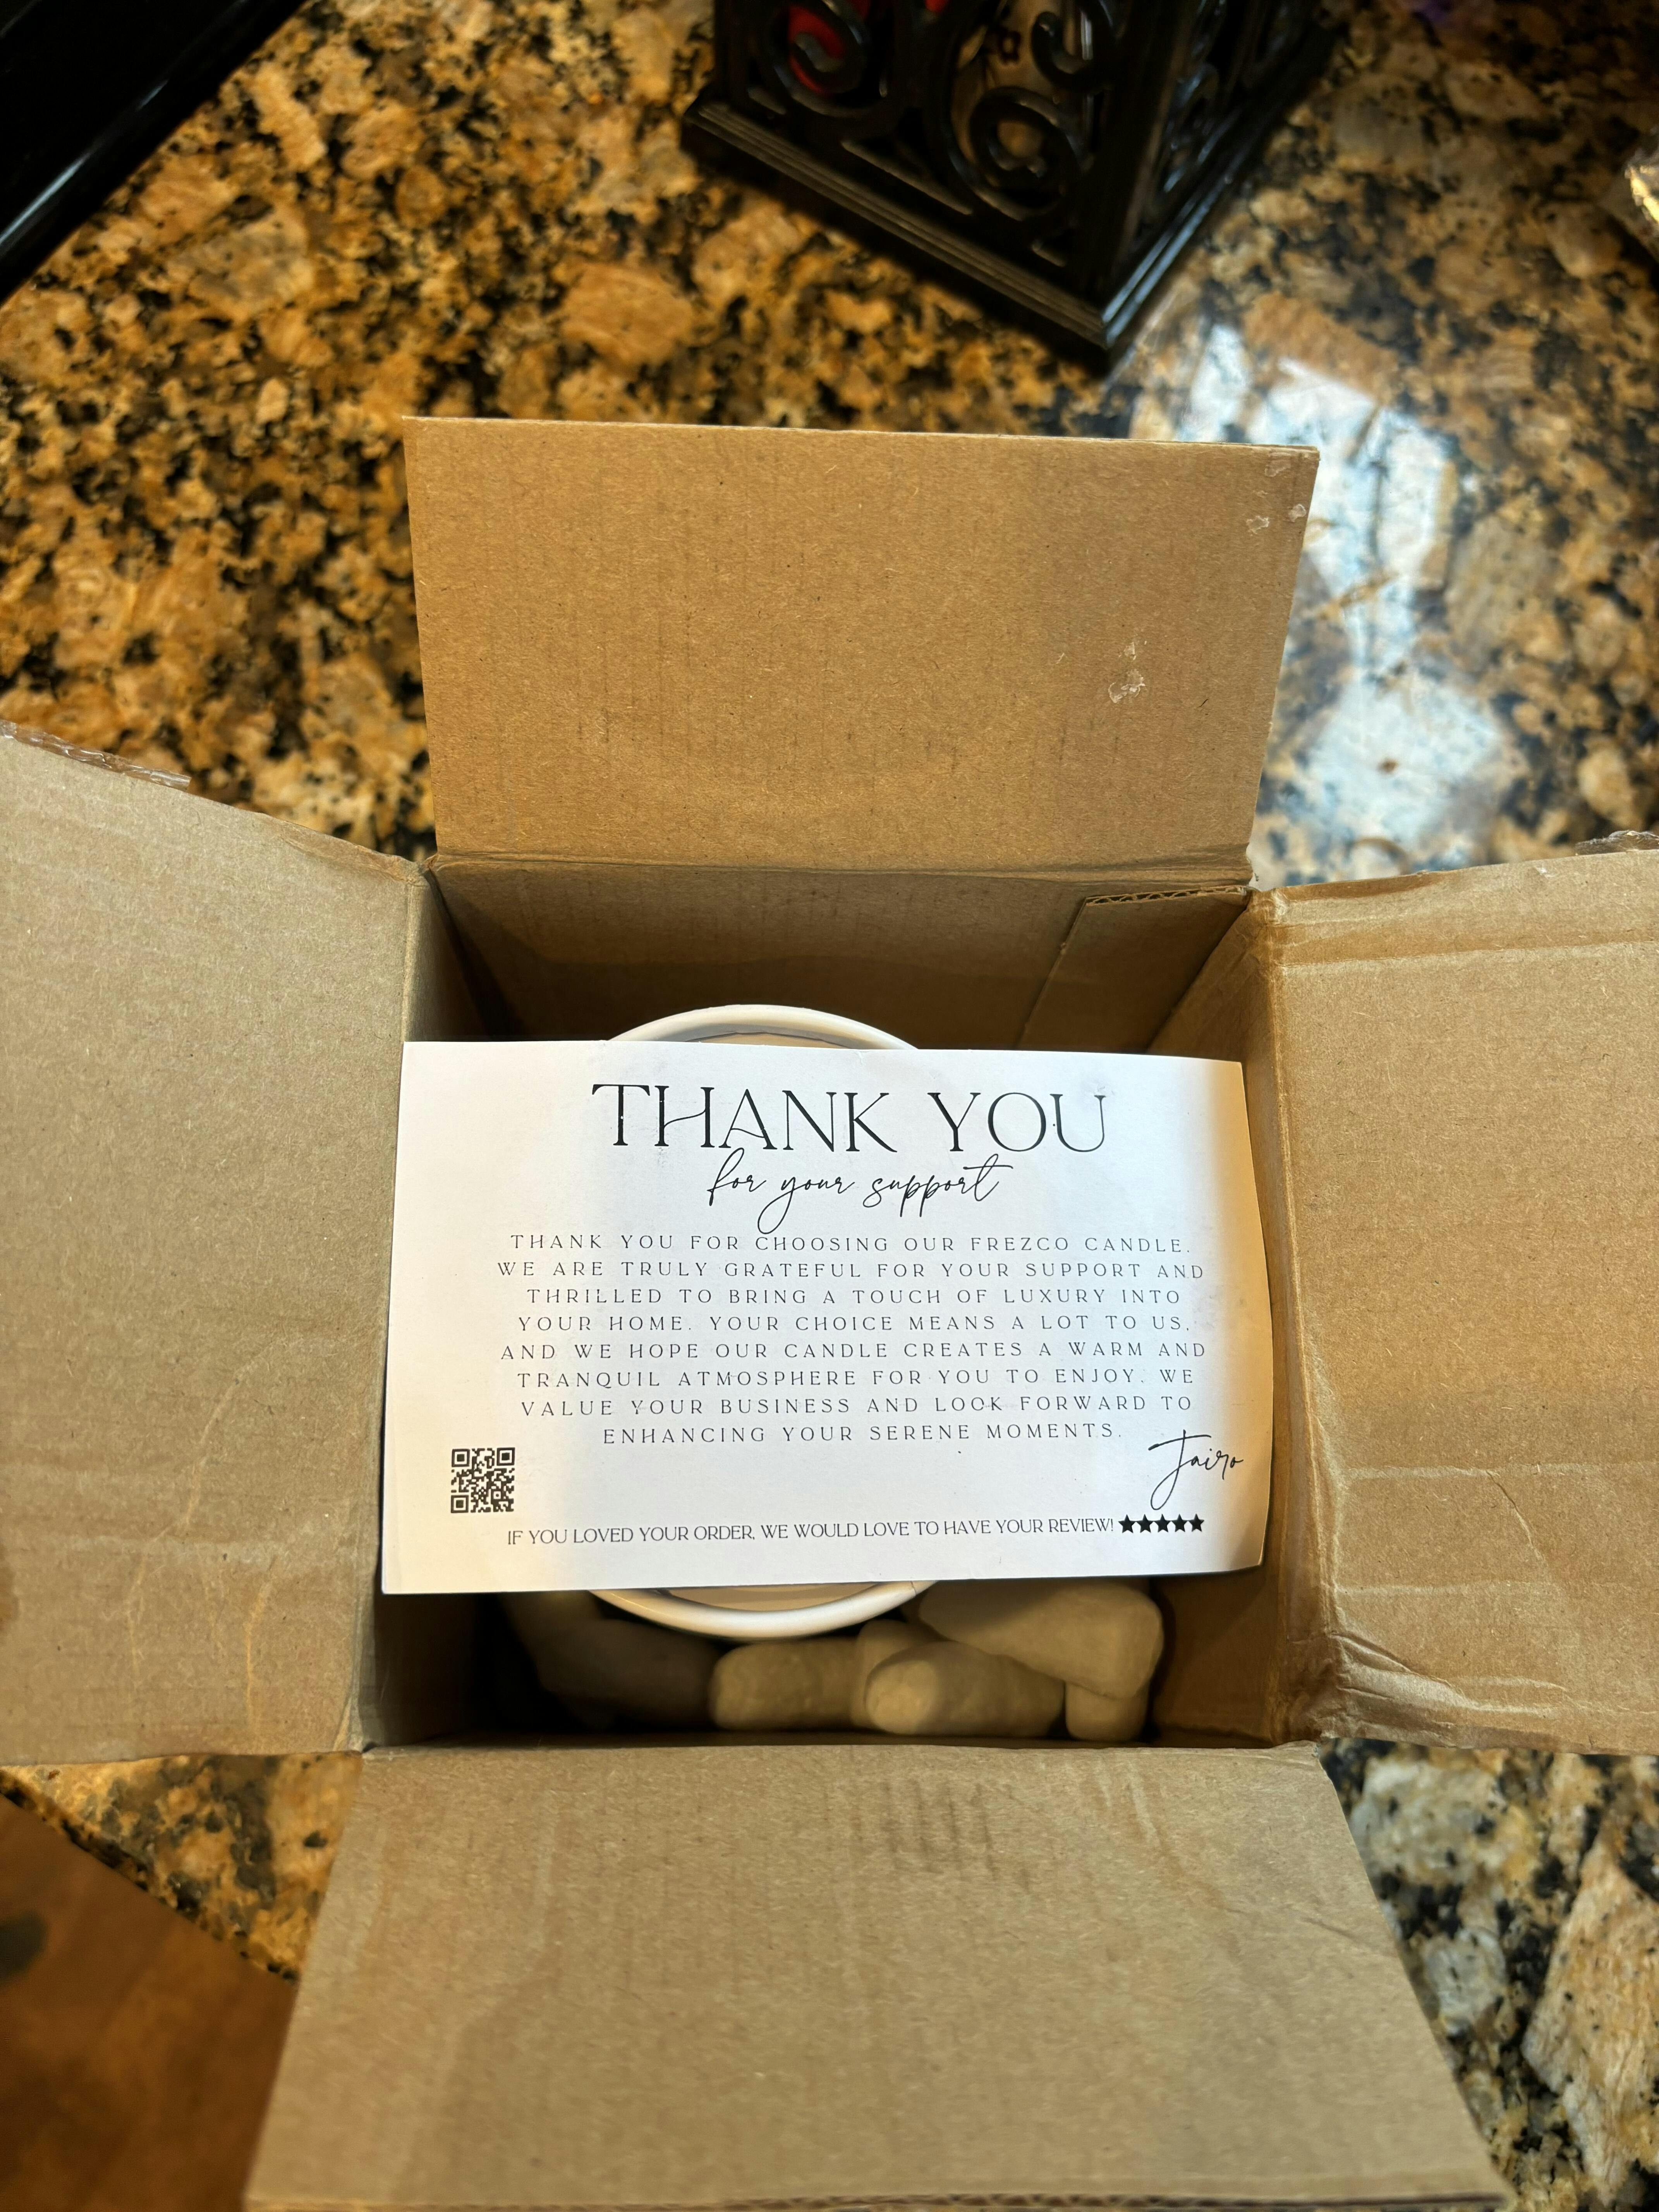 THANK YOU
for your support
THANK YOU FOR CHOOSING OUR FREZCO CANDLE.
WE ARE TRULY GRATEFUL FOR YOUR SUPPORT AND
THRILLED TO BRING A TOUCH OF LUXURY INTO
YOUR HOME. YOUR CHOICE MEANS A LOT TO US,
AND WE HOPE OUR CANDLE CREATES A WARM AND
TRANQUIL ATMOSPHERE FOR YOU TO ENJOY. WE
VALUE YOUR BUSINESS AND LOOK FORWARD TO
ENHANCING YOUR SERENE MOMENTS.
Jairo
IF YOU LOVED YOUR ORDER, WE WOULD LOVE TO HAVE YOUR REVIEW! ★★★★★